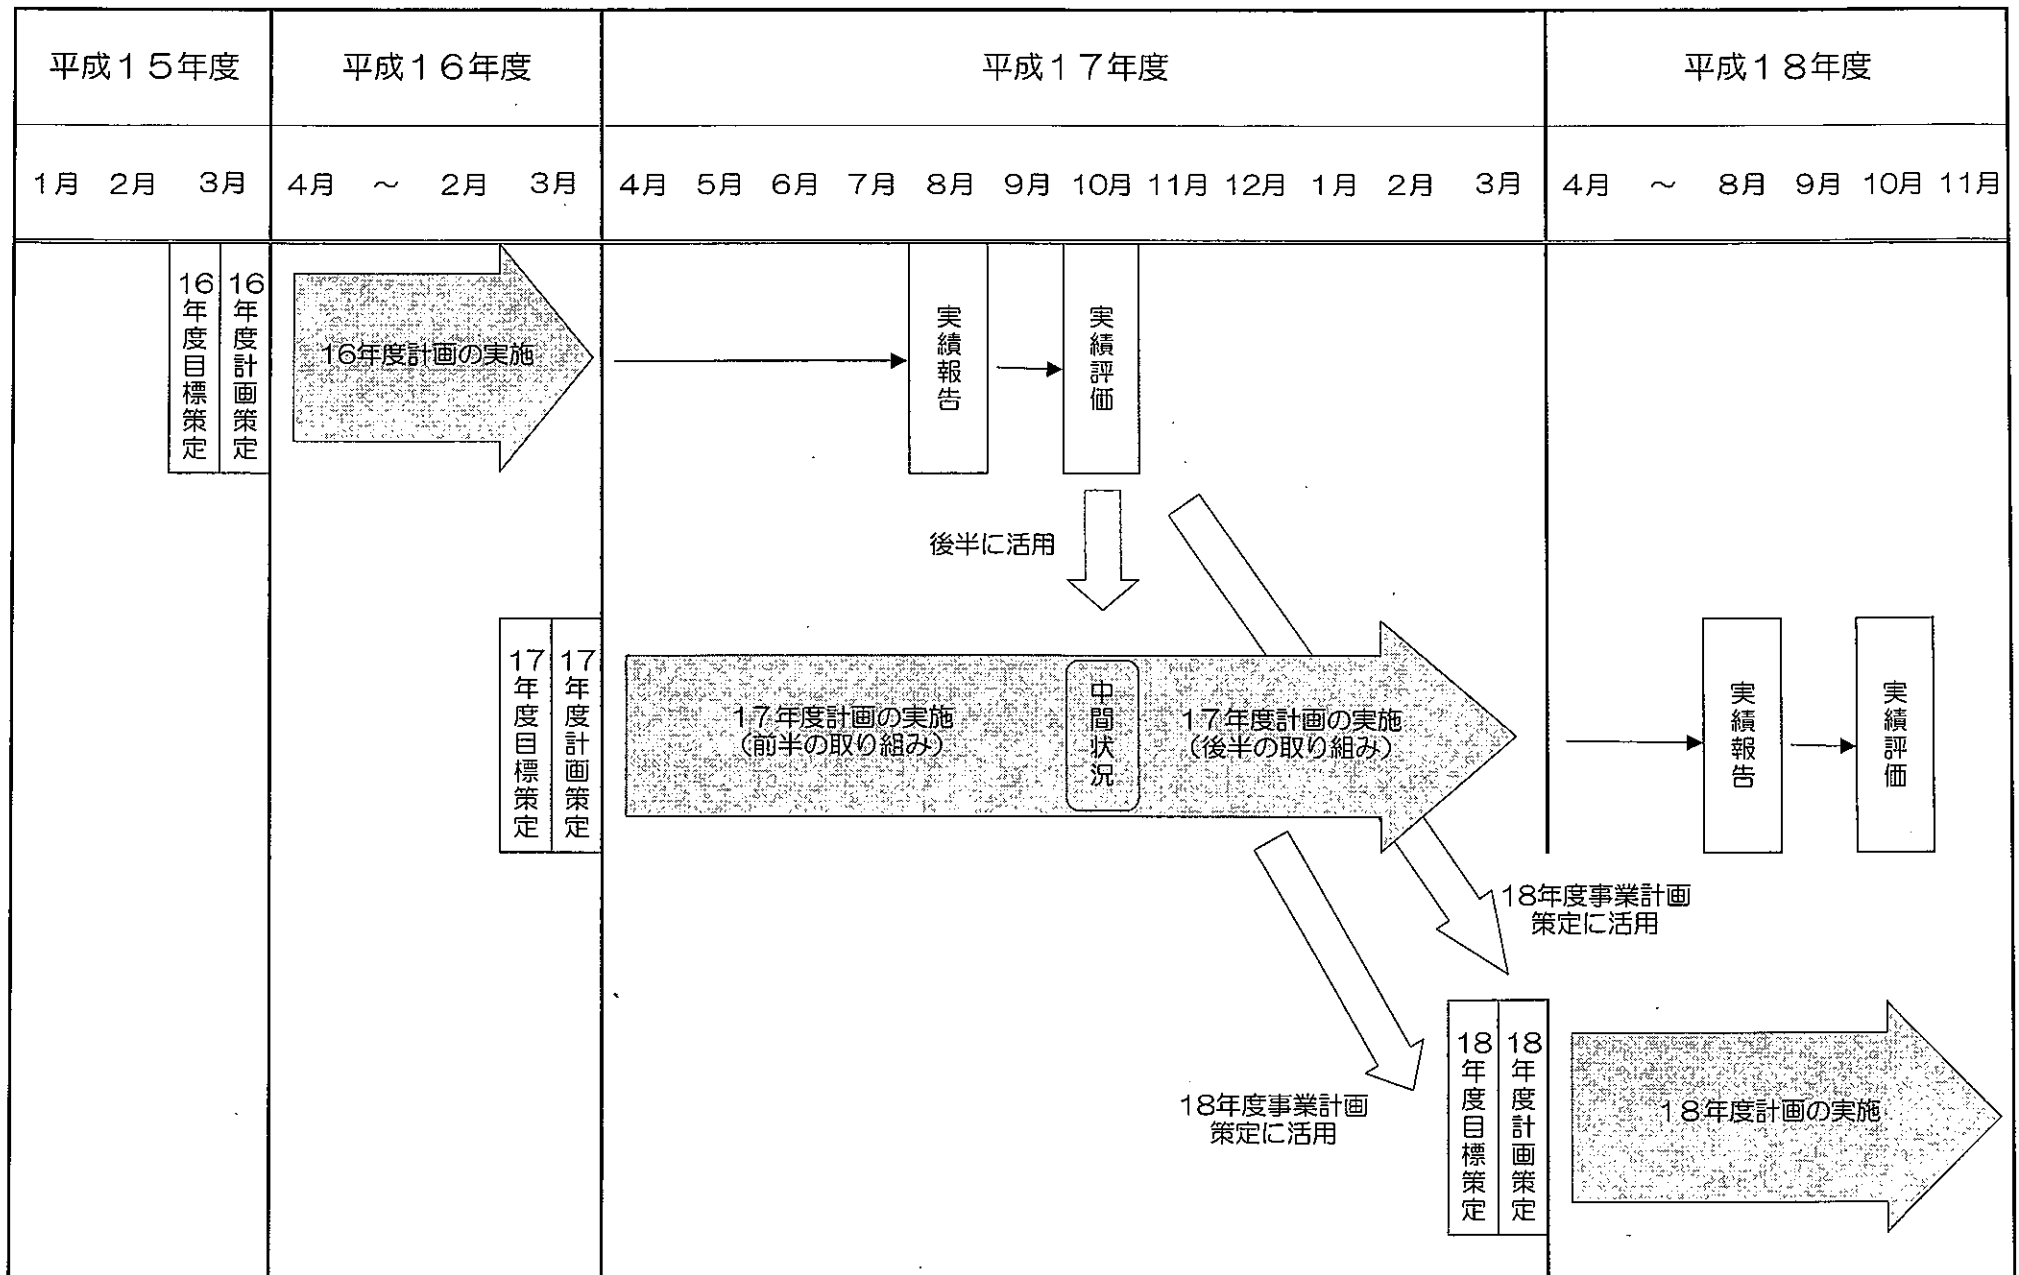 平成15年度
平成16年度
平成17年度
平成18年度
1月 2月 3月
4月 ~ 2月 3月
4月 5月 6月 7月 8月 9月 10月 11月 12月 1月 2月 3月
4月 ~ 8月 9月 10月 11月
16年度目標策定
16年度計画策定
16年度計画の実施
実績報告
実績評価
後半に活用
17年度目標策定
17年度計画策定
17年度計画の実施
(前半の取り組み)
中間状況
17年度計画の実施
(後半の取り組み)
実績報告
実績評価
18年度事業計画
策定に活用
18年度事業計画
策定に活用
18年度目標策定
18年度計画策定
18年度計画の実施